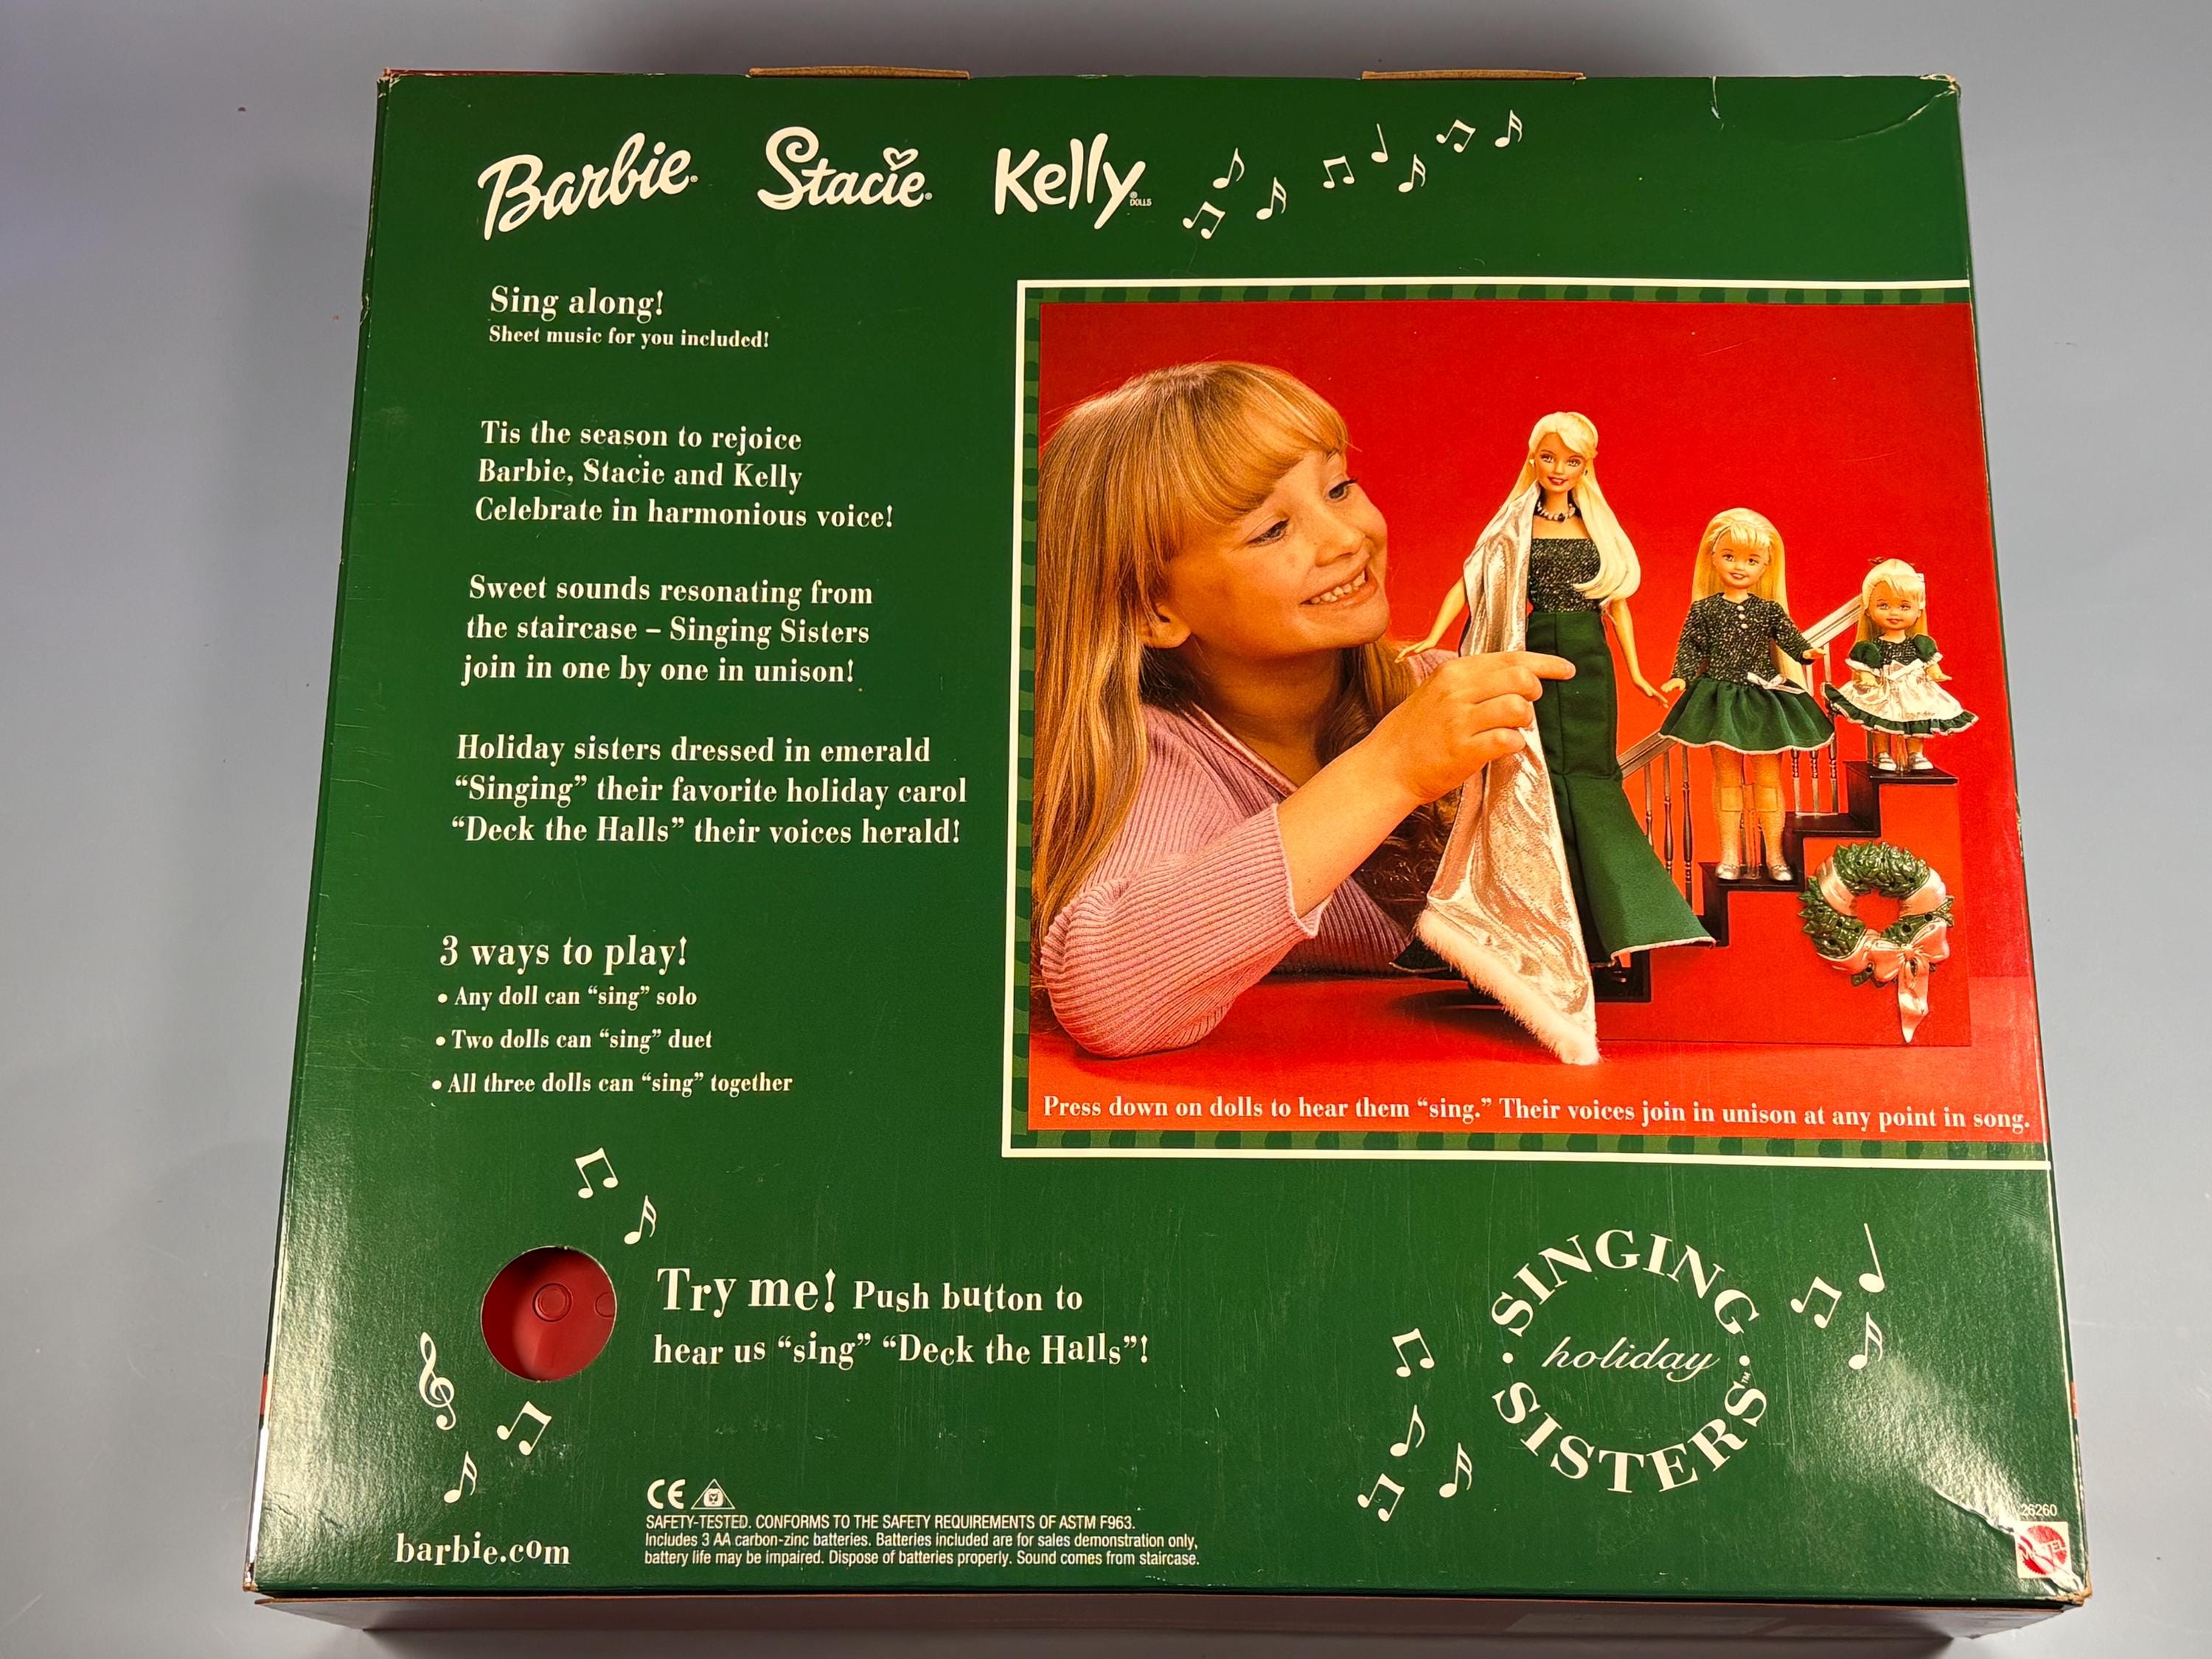 Barbie® Stacie® Kelly® DOLLS
Sing along!
Sheet music for you included!
Tis the season to rejoice
Barbie, Stacie and Kelly
Celebrate in harmonious voice!
Sweet sounds resonating from
the staircase – Singing Sisters
join in one by one in unison!
Holiday sisters dressed in emerald
“Singing” their favorite holiday carol
“Deck the Halls” their voices herald!
3 ways to play!
• Any doll can “sing” solo
• Two dolls can “sing” duet
• All three dolls can “sing” together
Press down on dolls to hear them “sing.” Their voices join in unison at any point in song.
Try me! Push button to
hear us “sing” “Deck the Halls”!
SINGING
• holiday •
SISTERS™
CE
SAFETY-TESTED. CONFORMS TO THE SAFETY REQUIREMENTS OF ASTM F963.
Includes 3 AA carbon-zinc batteries. Batteries included are for sales demonstration only,
battery life may be impaired. Dispose of batteries properly. Sound comes from staircase.
barbie.com
26260
MATTEL